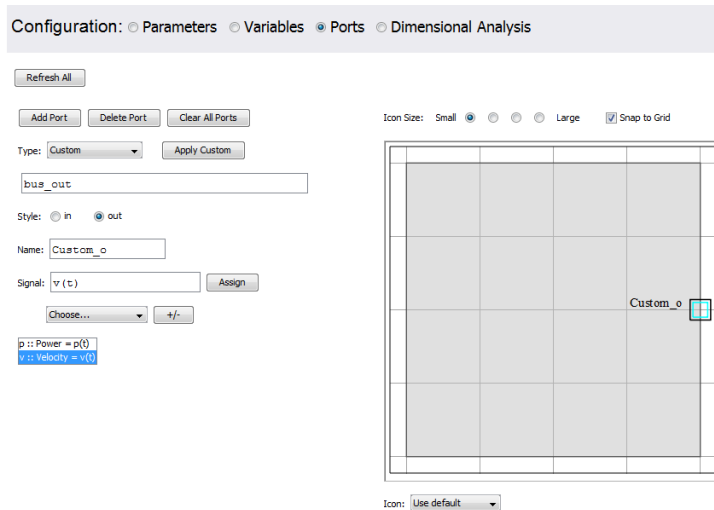 Configuration: Parameters Variables Ports Dimensional Analysis
Refresh All
Add Port Delete Port Clear All Ports
Icon Size: Small Large Snap to Grid
Type: Custom Apply Custom
bus_out
Style: in out
Name: Custom_o
Signal: v(t) Assign
Choose... +/-
Custom_o
p :: Power = p(t)
v :: Velocity = v(t)
Icon: Use default